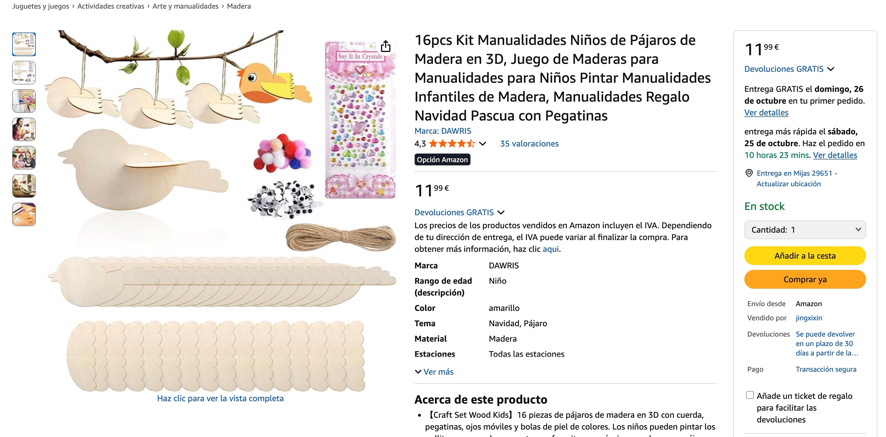 Juguetes y juegos › Actividades creativas › Arte y manualidades › Madera
Say It In Crystals
Haz clic para ver la vista completa
16pcs Kit Manualidades Niños de Pájaros de
Madera en 3D, Juego de Maderas para
Manualidades para Niños Pintar Manualidades
Infantiles de Madera, Manualidades Regalo
Navidad Pascua con Pegatinas
Marca: DAWRIS
4,3 35 valoraciones
Opción Amazon
11,99€
Devoluciones GRATIS
Los precios de los productos vendidos en Amazon incluyen el IVA. Dependiendo
de tu dirección de entrega, el IVA puede variar al finalizar la compra. Para
obtener más información, haz clic aquí.
Marca DAWRIS
Rango de edad Niño
(descripción)
Color amarillo
Tema Navidad, Pájaro
Material Madera
Estaciones Todas las estaciones
Ver más
Acerca de este producto
• 【Craft Set Wood Kids】16 piezas de pájaros de madera en 3D con cuerda,
pegatinas, ojos móviles y bolas de piel de colores. Los niños pueden pintar los
11,99€
Devoluciones GRATIS
Entrega GRATIS el domingo, 26
de octubre en tu primer pedido.
Ver detalles
entrega más rápida el sábado,
25 de octubre. Haz el pedido en
10 horas 23 mins. Ver detalles
Entrega en Mijas 29651 -
Actualizar ubicación
En stock
Cantidad: 1
Añadir a la cesta
Comprar ya
Envío desde Amazon
Vendido por jingxixin
Devoluciones Se puede devolver
en un plazo de 30
días a partir de la…
Pago Transacción segura
Añade un ticket de regalo
para facilitar las
devoluciones